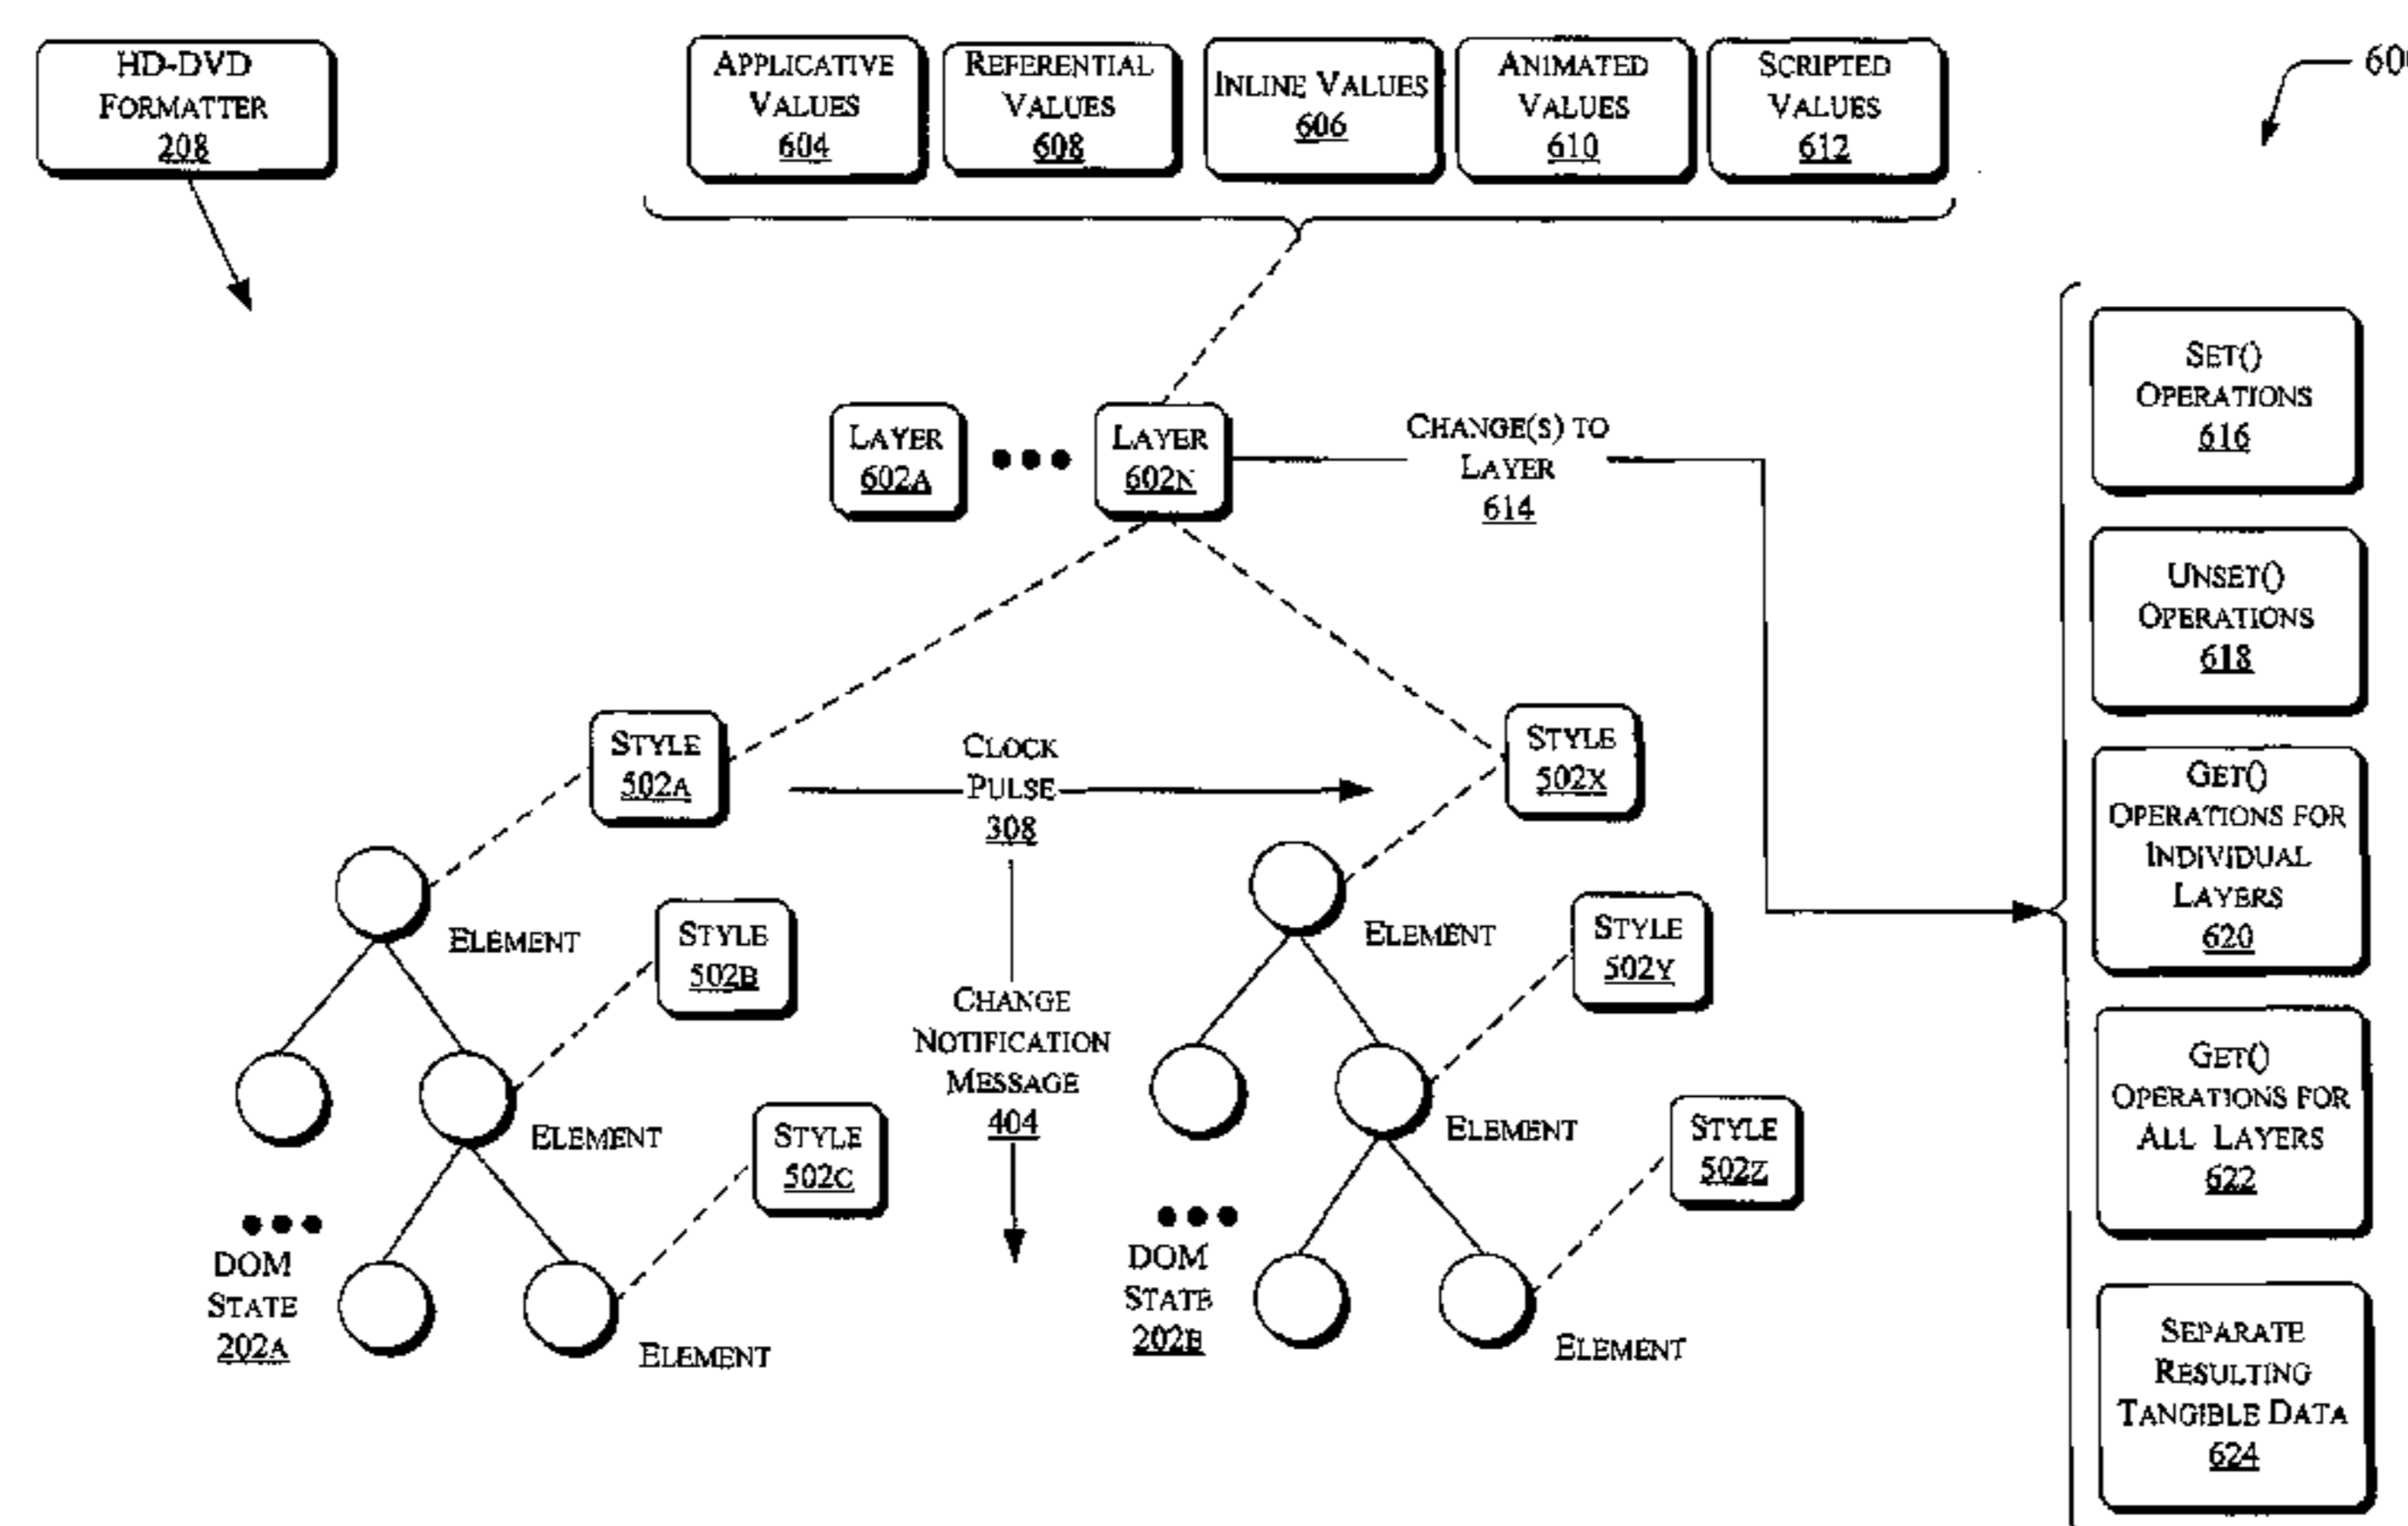 HD-DVD
FORMATTER
208
APPLICATIVE
VALUES
604
REFERENTIAL
VALUES
608
INLINE VALUES
606
ANIMATED
VALUES
610
SCRIPTED
VALUES
612
LAYER
602A
LAYER
602N
CHANGE(S) TO
LAYER
614
SET()
OPERATIONS
616
UNSET()
OPERATIONS
618
GET()
OPERATIONS FOR
INDIVIDUAL
LAYERS
620
GET()
OPERATIONS FOR
ALL LAYERS
622
SEPARATE
RESULTING
TANGIBLE DATA
624
STYLE
502A
CLOCK
PULSE
308
STYLE
502X
ELEMENT
STYLE
502B
CHANGE
NOTIFICATION
MESSAGE
404
ELEMENT
STYLE
502Y
ELEMENT
STYLE
502C
ELEMENT
STYLE
502Z
DOM
STATE
202A
ELEMENT
DOM
STATE
202B
ELEMENT